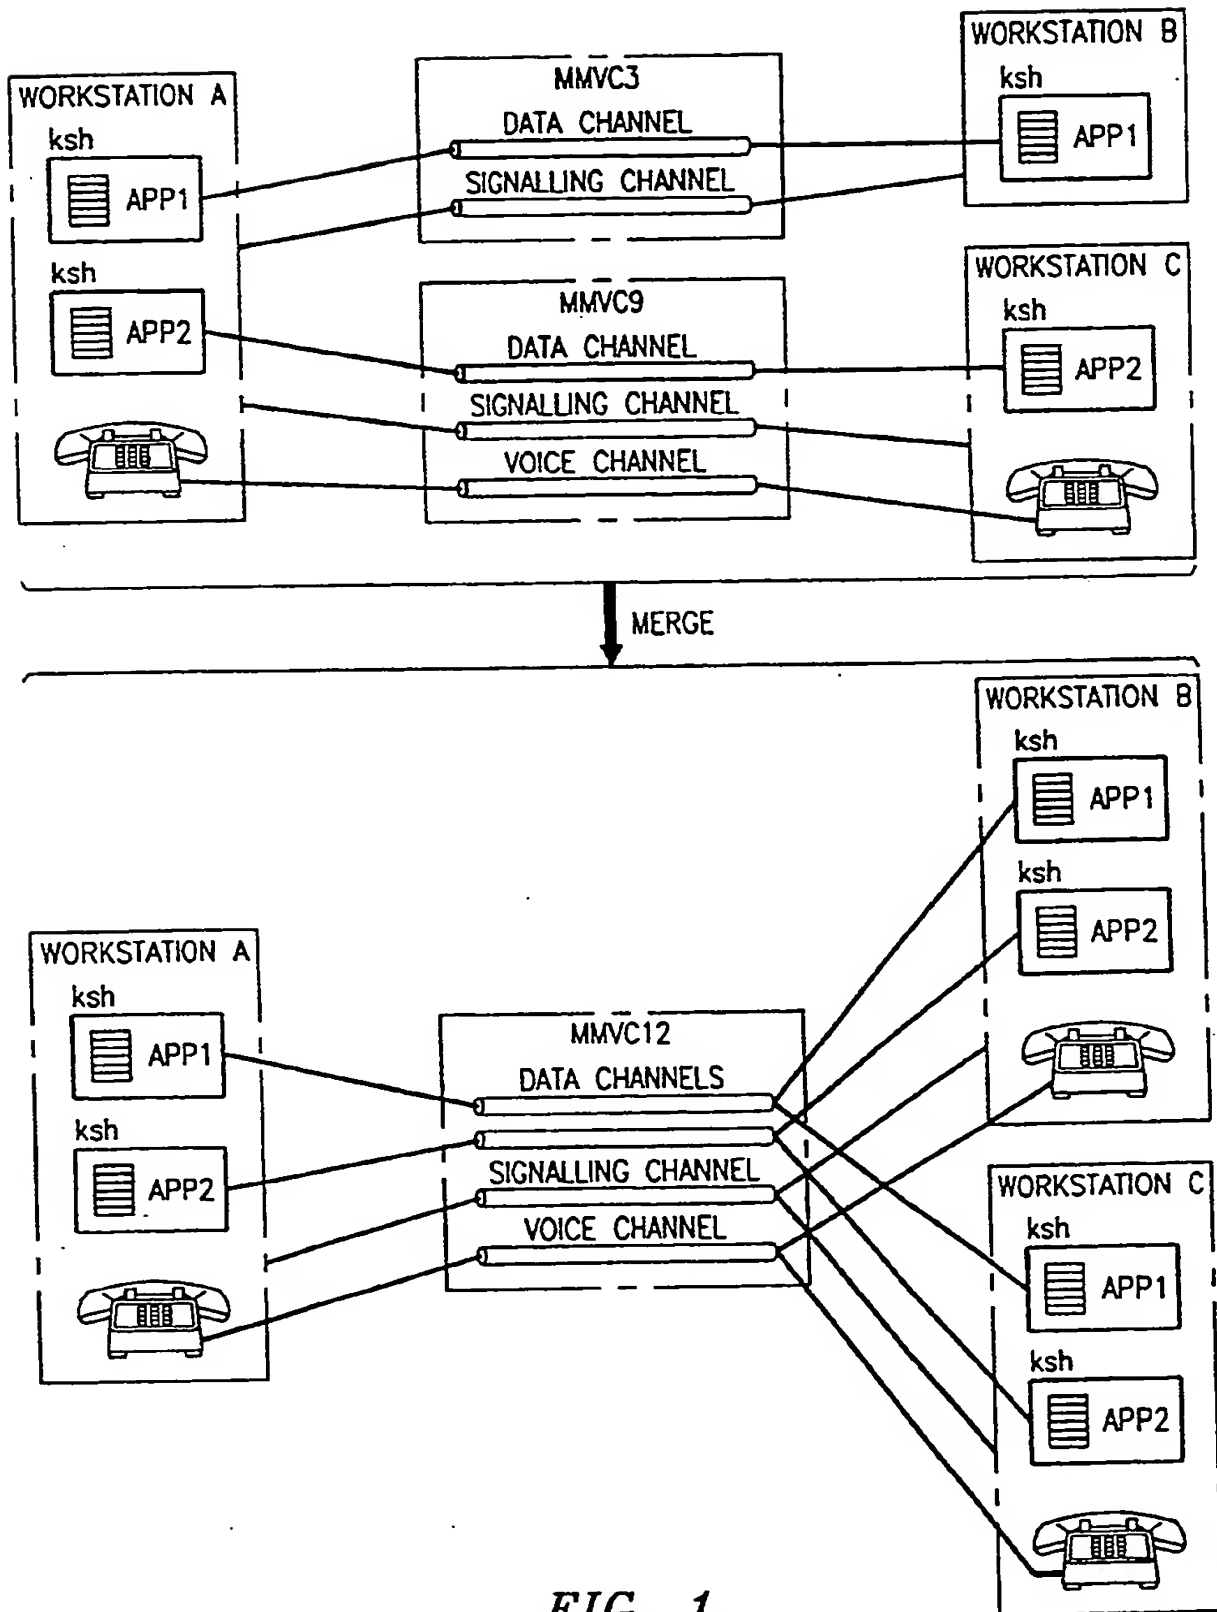 WORKSTATION A
ksh
APP1
ksh
APP2
MMVC3
DATA CHANNEL
SIGNALLING CHANNEL
MMVC9
DATA CHANNEL
SIGNALLING CHANNEL
VOICE CHANNEL
WORKSTATION B
ksh
APP1
WORKSTATION C
ksh
APP2
MERGE
WORKSTATION A
ksh
APP1
ksh
APP2
MMVC12
DATA CHANNELS
SIGNALLING CHANNEL
VOICE CHANNEL
WORKSTATION B
ksh
APP1
ksh
APP2
WORKSTATION C
ksh
APP1
ksh
APP2
FIG. 1